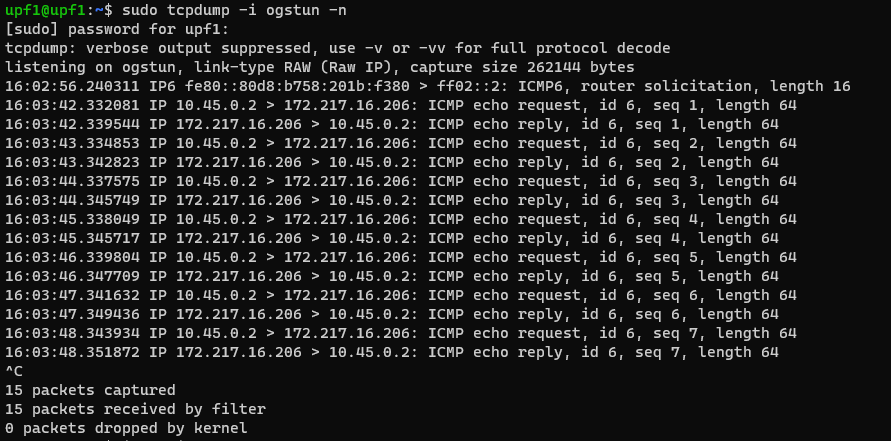 upf1@upf1:~$ sudo tcpdump -i ogstun -n
[sudo] password for upf1:
tcpdump: verbose output suppressed, use -v or -vv for full protocol decode
listening on ogstun, link-type RAW (Raw IP), capture size 262144 bytes
16:02:56.240311 IP6 fe80::80d8:b758:201b:f380 > ff02::2: ICMP6, router solicitation, length 16
16:03:42.332081 IP 10.45.0.2 > 172.217.16.206: ICMP echo request, id 6, seq 1, length 64
16:03:42.339544 IP 172.217.16.206 > 10.45.0.2: ICMP echo reply, id 6, seq 1, length 64
16:03:43.334853 IP 10.45.0.2 > 172.217.16.206: ICMP echo request, id 6, seq 2, length 64
16:03:43.342823 IP 172.217.16.206 > 10.45.0.2: ICMP echo reply, id 6, seq 2, length 64
16:03:44.337575 IP 10.45.0.2 > 172.217.16.206: ICMP echo request, id 6, seq 3, length 64
16:03:44.345749 IP 172.217.16.206 > 10.45.0.2: ICMP echo reply, id 6, seq 3, length 64
16:03:45.338049 IP 10.45.0.2 > 172.217.16.206: ICMP echo request, id 6, seq 4, length 64
16:03:45.345717 IP 172.217.16.206 > 10.45.0.2: ICMP echo reply, id 6, seq 4, length 64
16:03:46.339804 IP 10.45.0.2 > 172.217.16.206: ICMP echo request, id 6, seq 5, length 64
16:03:46.347709 IP 172.217.16.206 > 10.45.0.2: ICMP echo reply, id 6, seq 5, length 64
16:03:47.341632 IP 10.45.0.2 > 172.217.16.206: ICMP echo request, id 6, seq 6, length 64
16:03:47.349436 IP 172.217.16.206 > 10.45.0.2: ICMP echo reply, id 6, seq 6, length 64
16:03:48.343934 IP 10.45.0.2 > 172.217.16.206: ICMP echo request, id 6, seq 7, length 64
16:03:48.351872 IP 172.217.16.206 > 10.45.0.2: ICMP echo reply, id 6, seq 7, length 64
^C
15 packets captured
15 packets received by filter
0 packets dropped by kernel